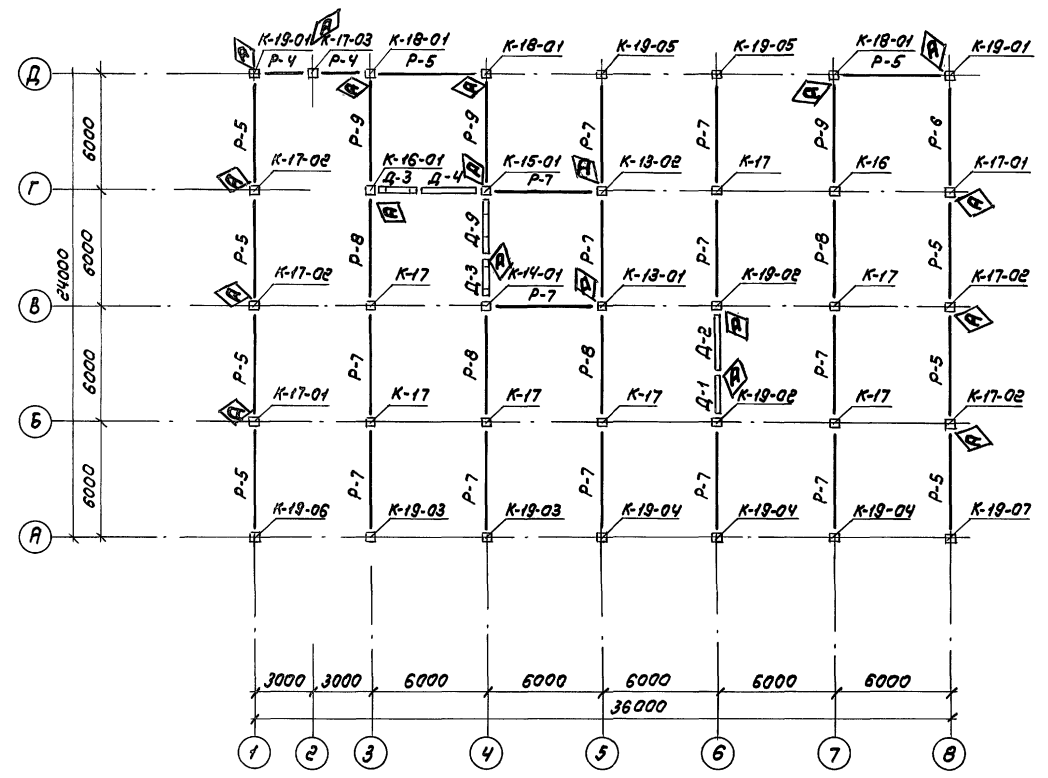 А
А
К-19-01 К-17-03 К-18-01 К-18-01 К-19-05 К-19-05 К-18-01 А К-19-01
Д Р-4 Р-4 Р-5 Р-5
А А А
6000 Р-5 Р-9 Р-9 Р-7 Р-7 Р-9 Р-6
К-17-02 К-16-01 К-15-01 К-13-02 К-17 К-16 К-17-01
Г А Д-3 Д-4 А Р-7 А
А А
24000 6000 Р-5 Р-8 Д-9 Р-7 Р-7 Р-8 Р-5
Д-3 А
К-17-02 К-17 К-14-01 К-13-01 К-19-02 К-17 К-17-02
В А Р-7 А
А А
6000 Р-5 Р-7 Р-8 Р-8 Д-2 Р-7 Р-5
Д-1 А
К-17-01 К-17 К-17 К-17 К-19-02 К-17 К-17-02
Б А
А
6000 Р-5 Р-7 Р-7 Р-7 Р-7 Р-7 Р-5
К-19-06 К-19-03 К-19-03 К-19-04 К-19-04 К-19-04 К-19-07
А
3000 3000 6000 6000 6000 6000 6000
36000
1 2 3 4 5 6 7 8